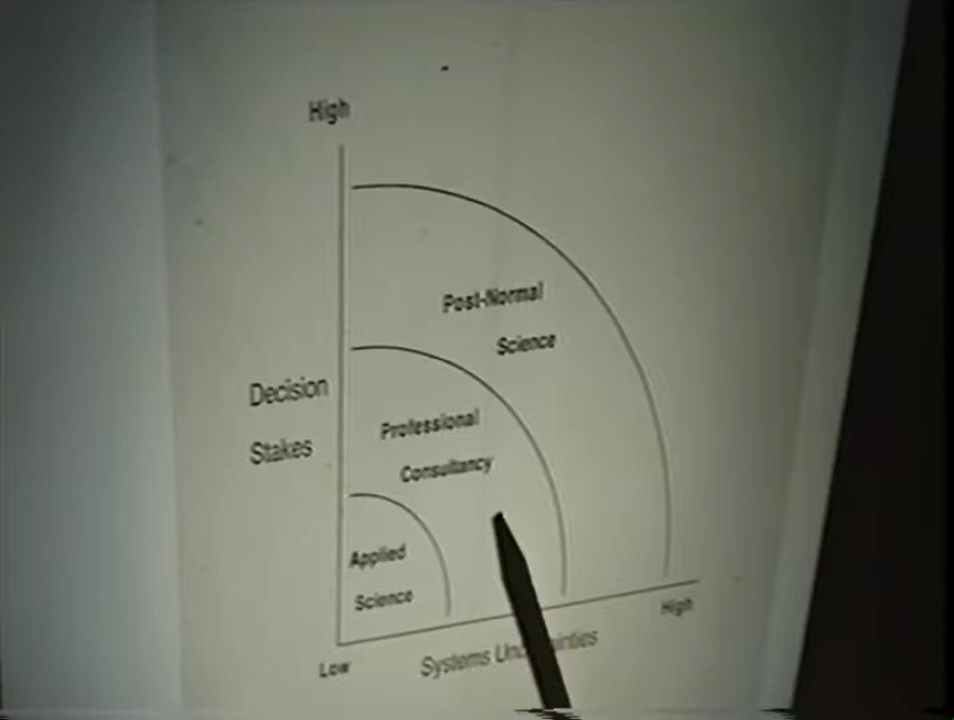 High
Post-Normal
Science
Decision
Stakes
Professional
Consultancy
Applied
Science
High
Low
Systems